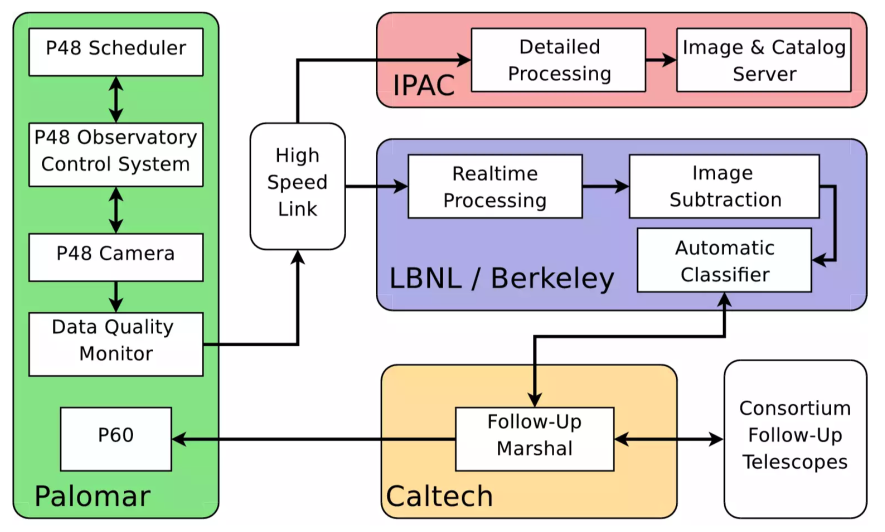 P48 Scheduler
P48 Observatory
Control System
P48 Camera
Data Quality
Monitor
P60
Palomar
High
Speed
Link
Detailed
Processing
Image & Catalog
Server
IPAC
Realtime
Processing
Image
Subtraction
Automatic
Classifier
LBNL / Berkeley
Follow-Up
Marshal
Caltech
Consortium
Follow-Up
Telescopes